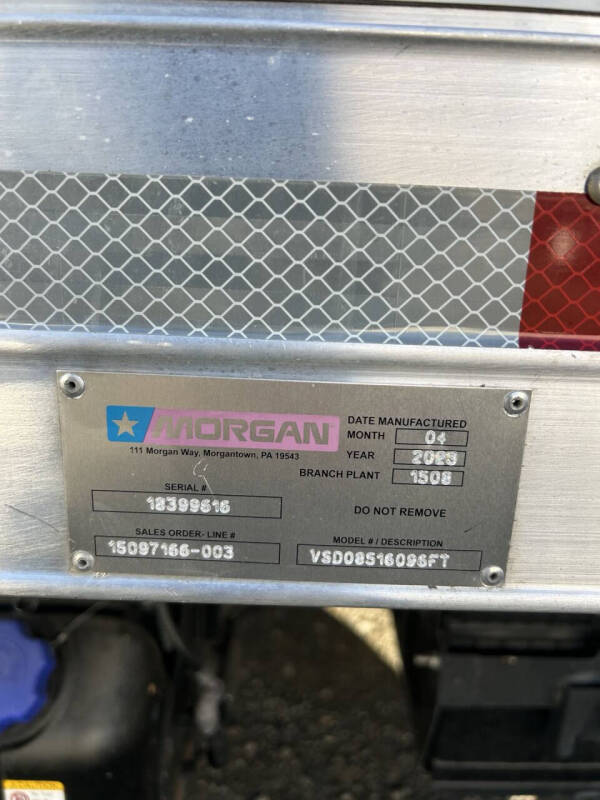 MORGAN
111 Morgan Way, Morgantown, PA 19543
DATE MANUFACTURED
MONTH 04
YEAR 2023
BRANCH PLANT 1508
SERIAL #
18399616
DO NOT REMOVE
SALES ORDER- LINE #
15097166-003
MODEL # / DESCRIPTION
VSD08516096FT